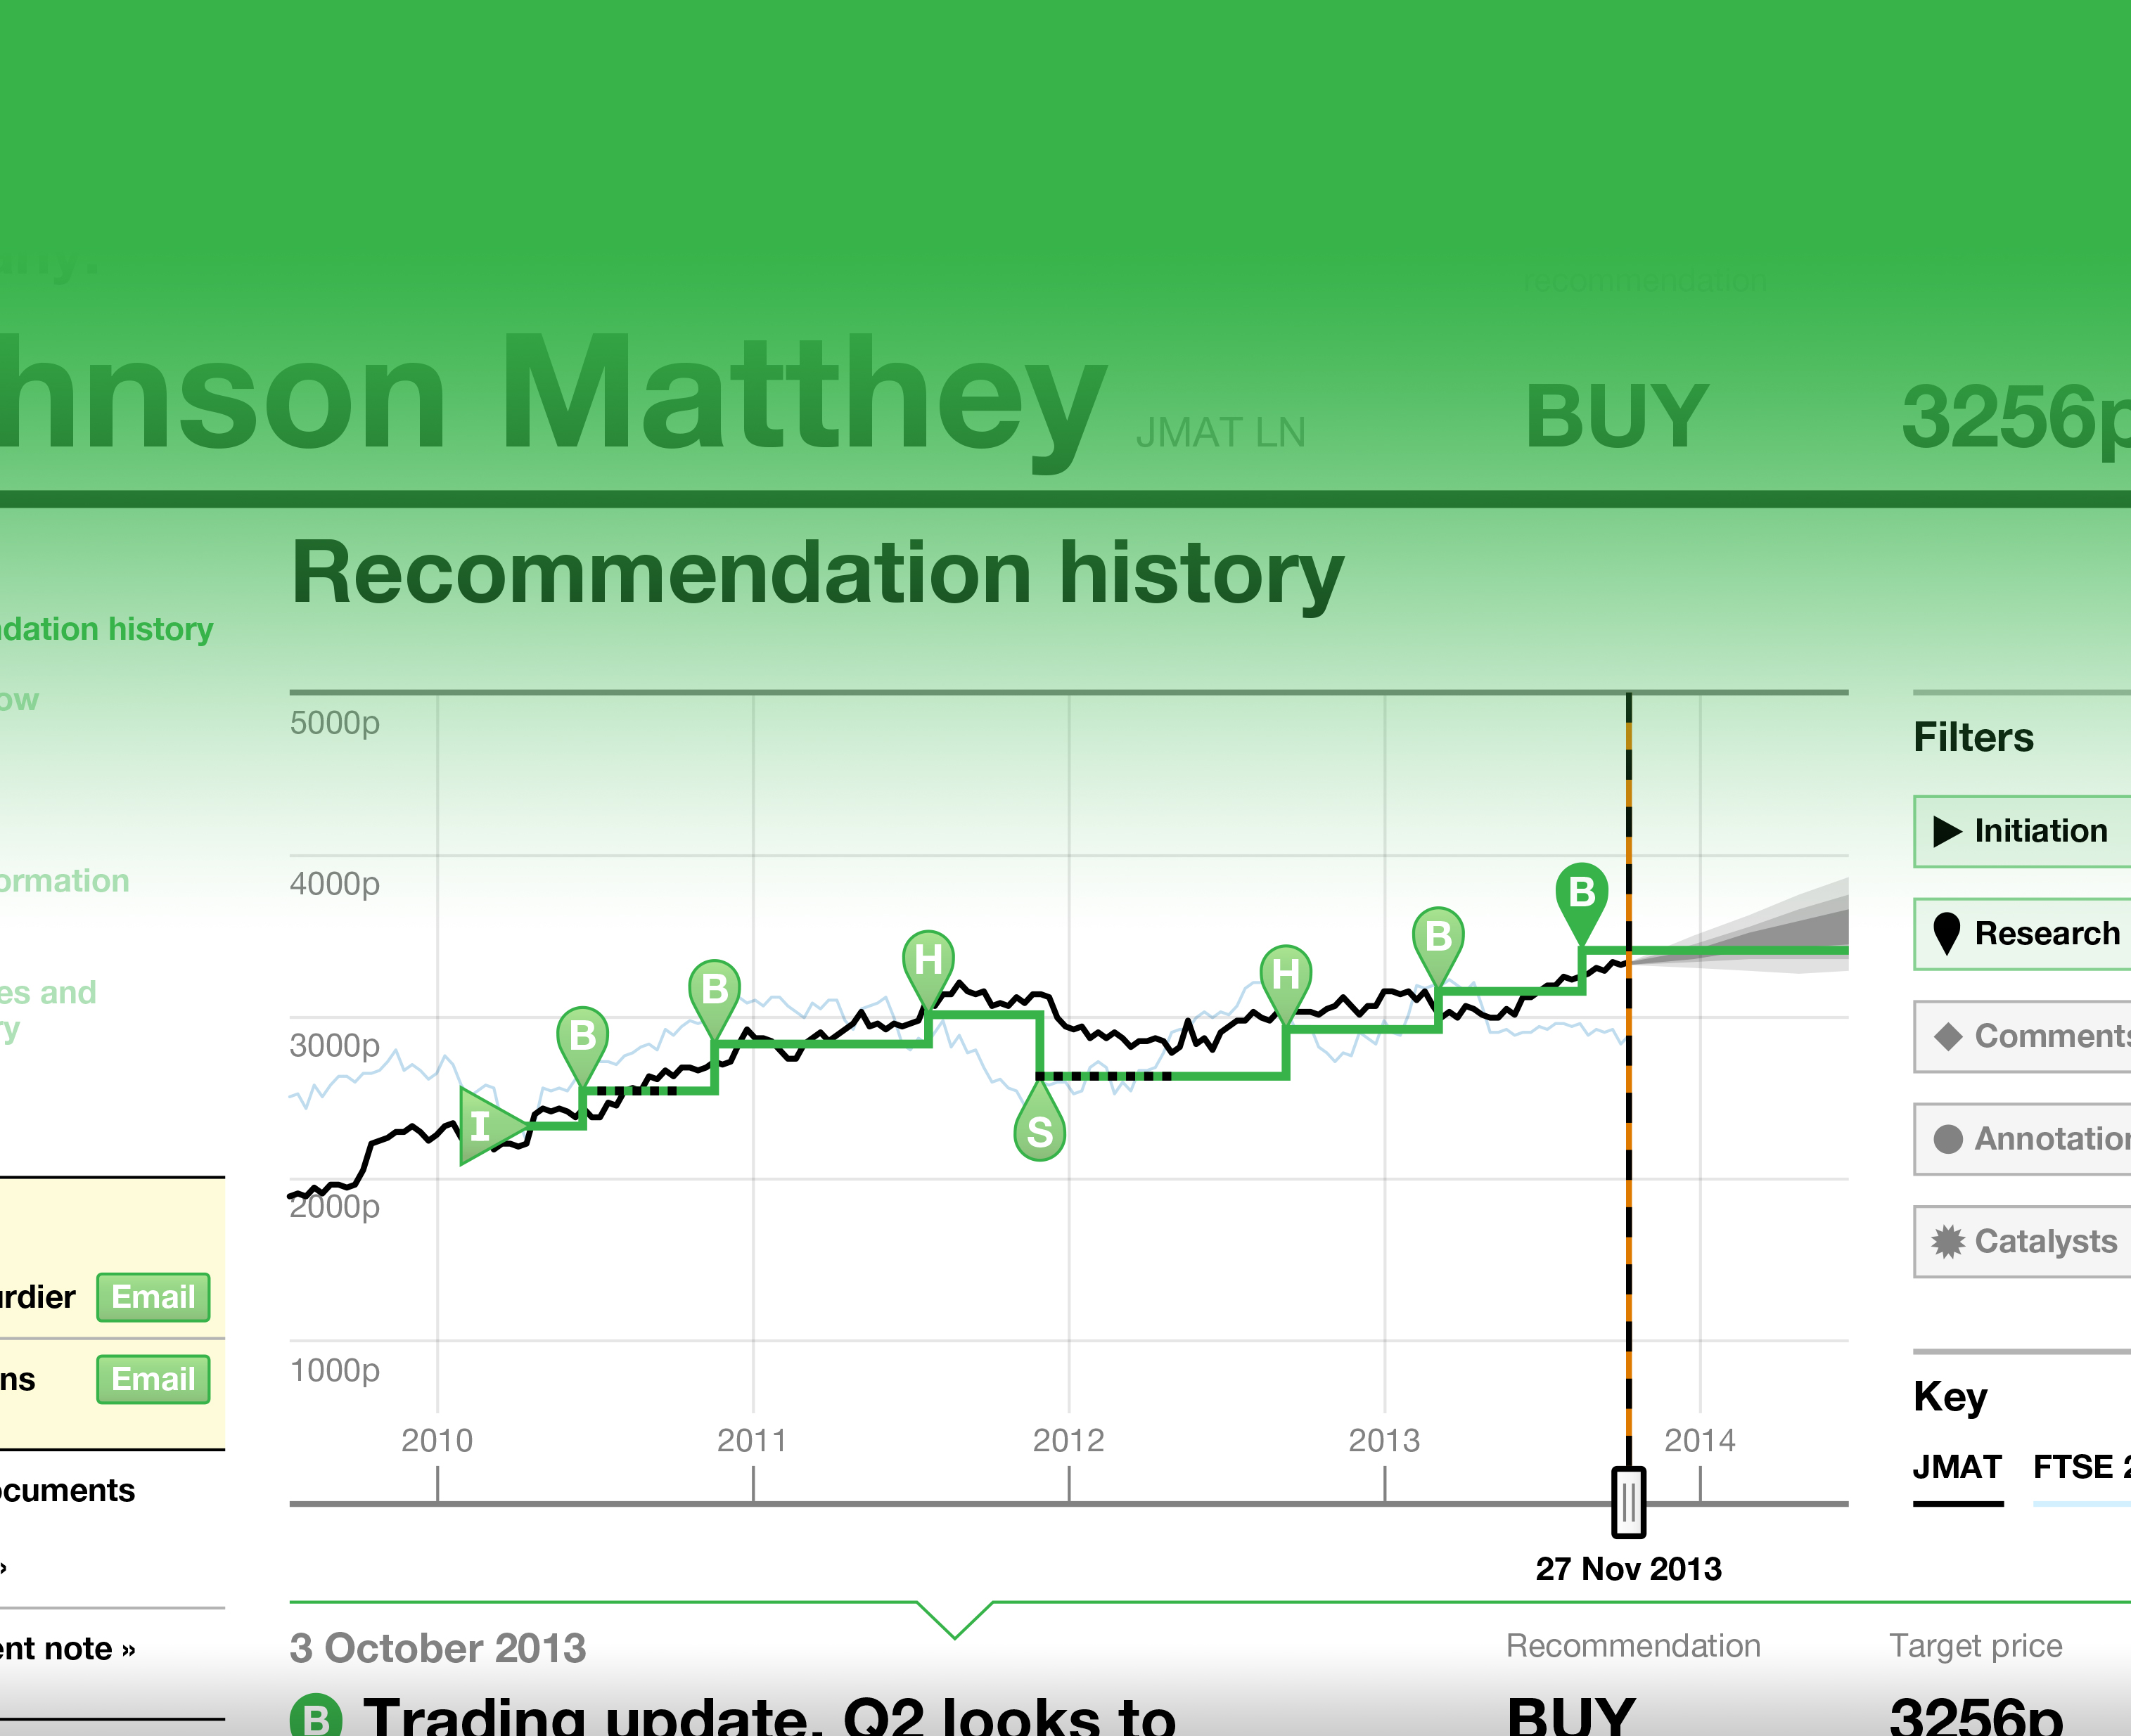 any.
recommendation
hnson Matthey JMAT LN BUY 3256p
Recommendation history
dation history
ow
ormation
es and
ry
urdier Email
ns Email
ocuments
»
ent note »
5000p
4000p
3000p
2000p
1000p
B
B
H
B
H
B
I
S
2010 2011 2012 2013 2014
27 Nov 2013
Filters
Initiation
Research
Comments
Annotation
Catalysts
Key
JMAT FTSE 2
3 October 2013 Recommendation Target price
B Trading update, Q2 looks to BUY 3256p